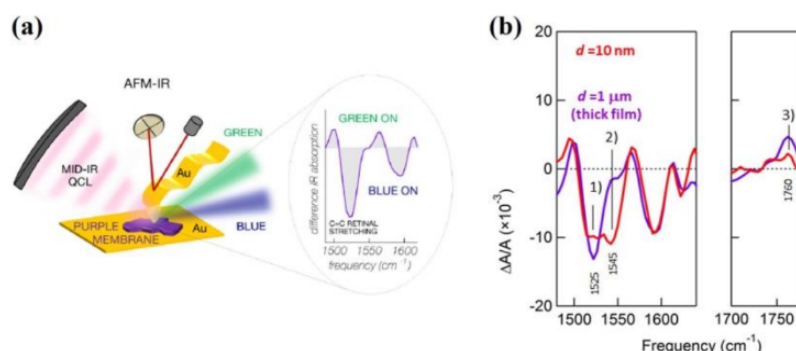 (a)
AFM-IR
MID-IR
QCL
Au
GREEN
BLUE
PURPLE
MEMBRANE
Au
difference IR absorption
GREEN ON
BLUE ON
C=C RETINAL
STRETCHING
1500 1550 1600
frequency (cm⁻¹)
(b)
ΔA/A (×10⁻³)
20
10
0
-10
-20
d=10 nm
d=1 μm
(thick film)
1)
2)
3)
1525
1545
1760
1500 1550 1600
1700 1750
Frequency (cm⁻¹)